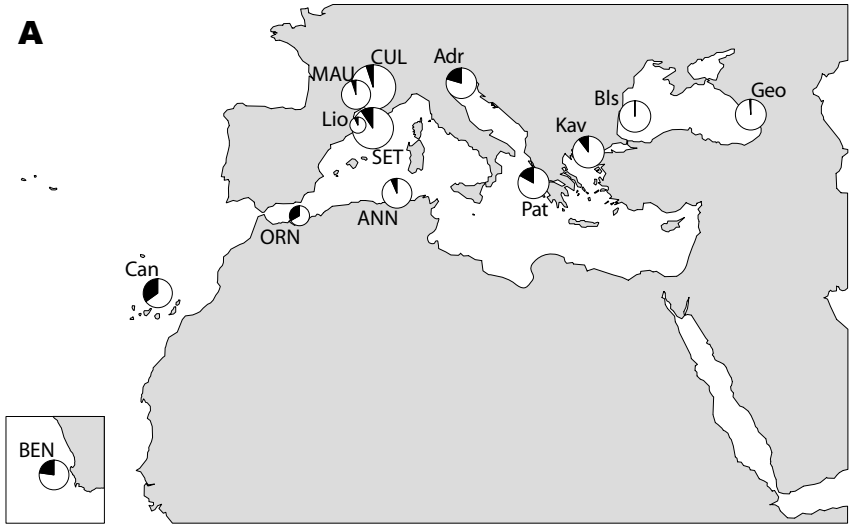 A
CUL
Adr
MAU
Geo
Bls
Lio
Kav
SET
Pat
ANN
ORN
Can
BEN